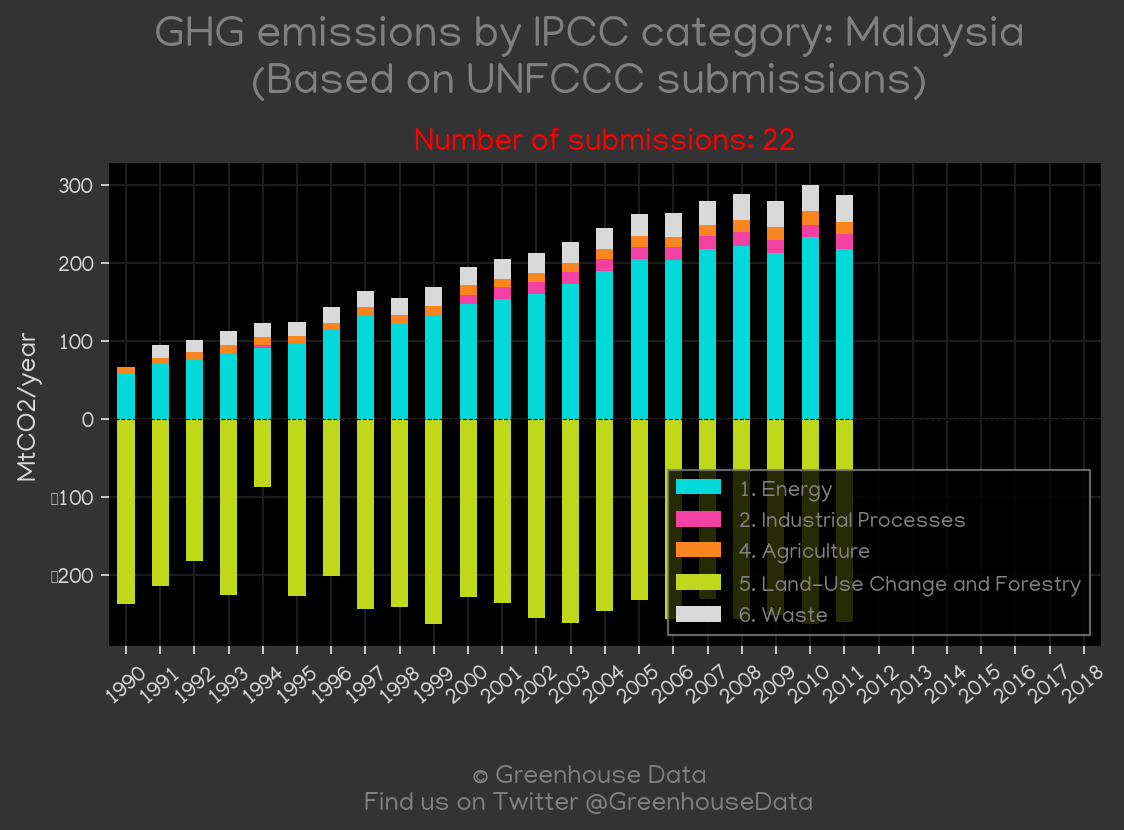 GHG emissions by IPCC category: Malaysia
(Based on UNFCCC submissions)
Number of submissions: 22
MtCO2/year
300
200
100
0
▯100
▯200
1. Energy
2. Industrial Processes
4. Agriculture
5. Land-Use Change and Forestry
6. Waste
1990 1991 1992 1993 1994 1995 1996 1997 1998 1999 2000 2001 2002 2003 2004 2005 2006 2007 2008 2009 2010 2011 2012 2013 2014 2015 2016 2017 2018
© Greenhouse Data
Find us on Twitter @GreenhouseData